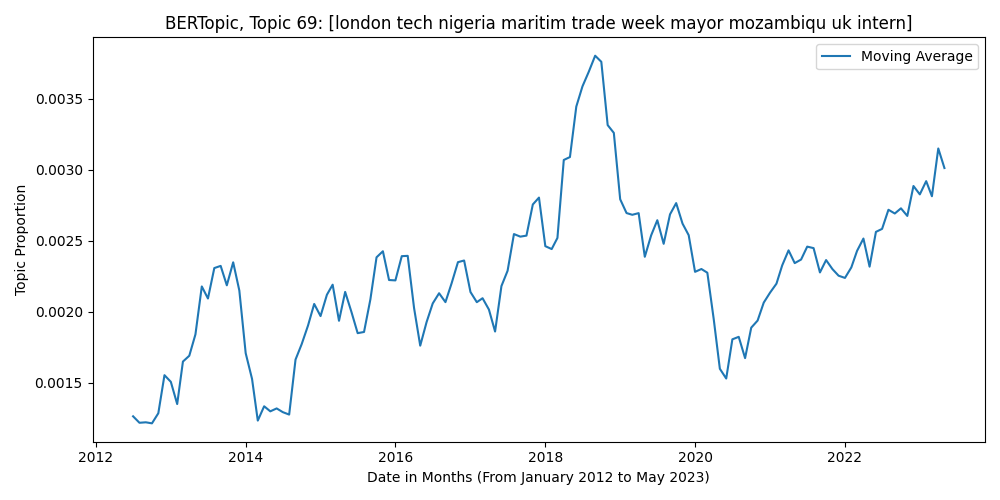 BERTopic, Topic 69: [london tech nigeria maritim trade week mayor mozambiqu uk intern]
Moving Average
0.0035
0.0030
0.0025
0.0020
0.0015
Topic Proportion
2012 2014 2016 2018 2020 2022
Date in Months (From January 2012 to May 2023)